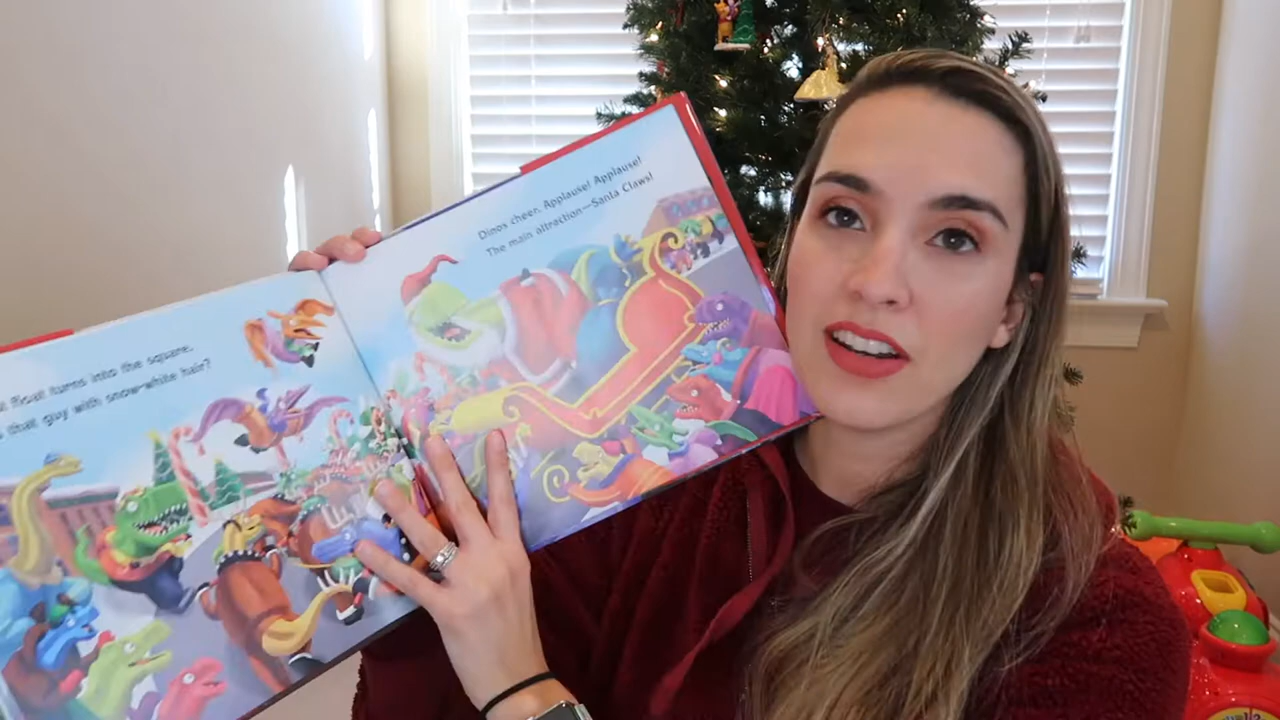 float turns into the square.
that guy with snow-white hair?
Dinos cheer. Applause! Applause!
The main attraction—Santa Claws!